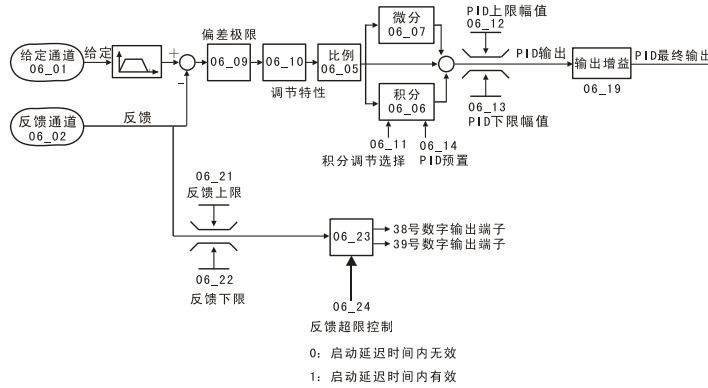 给定通道
06_01
给定
+
-
偏差极限
06_09
06_10
调节特性
比例
06_05
微分
06_07
积分
06_06
06_11
积分调节选择
06_14
PID预置
PID上限幅值
06_12
PID输出
06_13
PID下限幅值
输出增益
06_19
PID最终输出
反馈通道
06_02
反馈
06_21
反馈上限
06_22
反馈下限
06_23
38号数字输出端子
39号数字输出端子
06_24
反馈超限控制
0: 启动延迟时间内无效
1: 启动延迟时间内有效